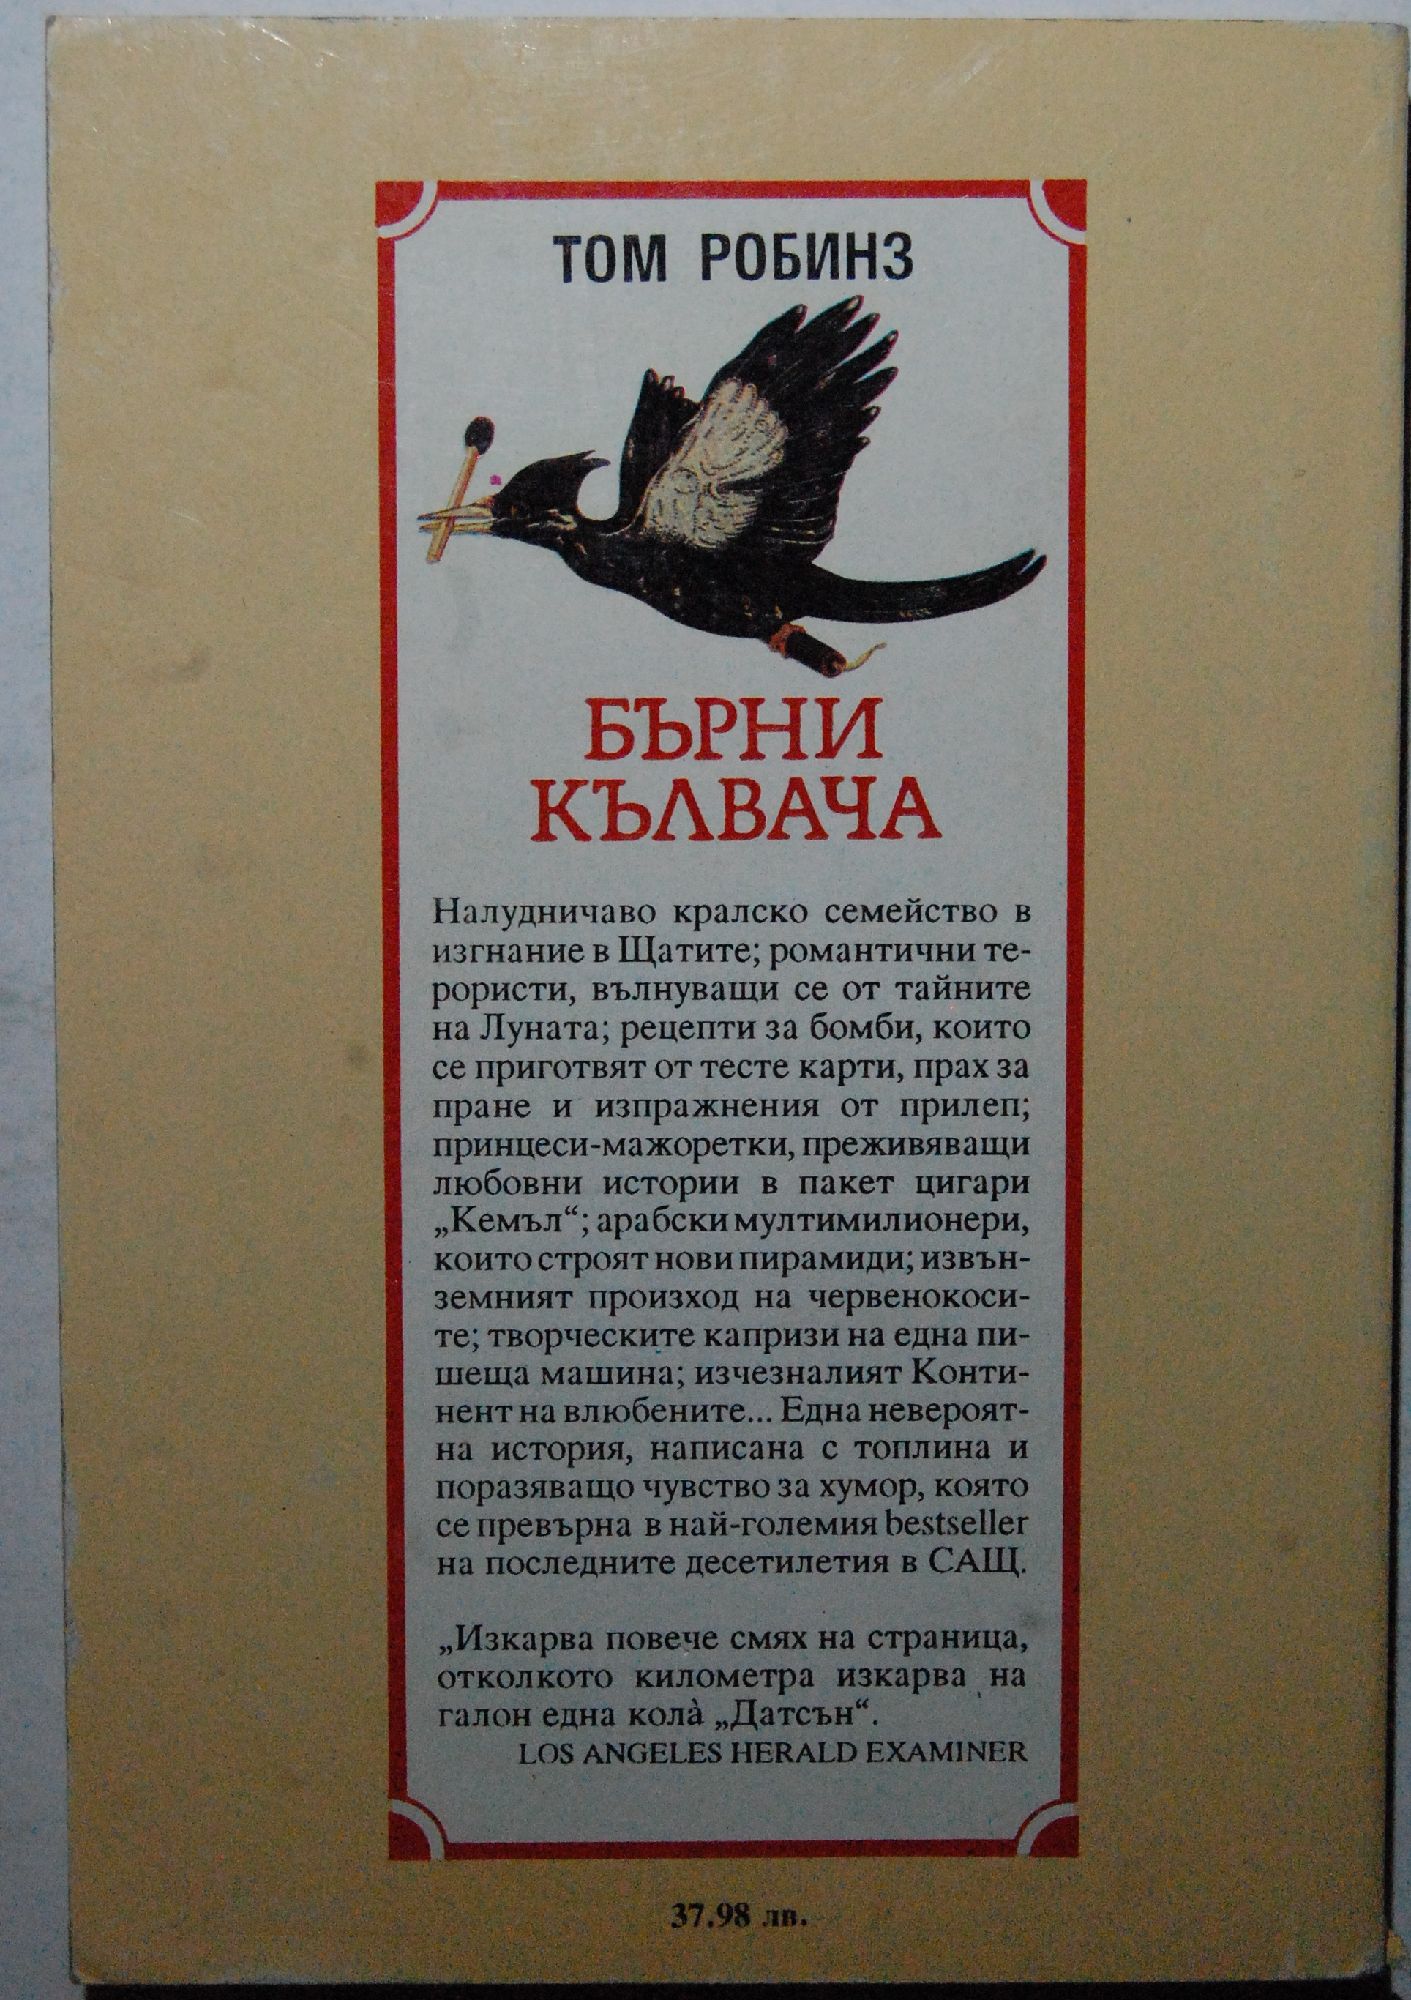 ТОМ РОБИНЗ
БЪРНИ
КЪЛВАЧА
Налудничаво кралско семейство в
изгнание в Щатите; романтични те-
рористи, вълнуващи се от тайните
на Луната; рецепти за бомби, които
се приготвят от тесте карти, прах за
пране и изпражнения от прилеп;
принцеси-мажоретки, преживяващи
любовни истории в пакет цигари
„Кемъл“; арабски мултимилионери,
които строят нови пирамиди; извън-
земният произход на червенокоси-
те; творческите капризи на една пи-
шеща машина; изчезналият Конти-
нент на влюбените... Една невероят-
на история, написана с топлина и
поразяващо чувство за хумор, която
се превърна в най-големия bestseller
на последните десетилетия в САЩ.
„Изкарва повече смях на страница,
отколкото километра изкарва на
галон една колà „Датсън“.
LOS ANGELES HERALD EXAMINER
37.98 лв.